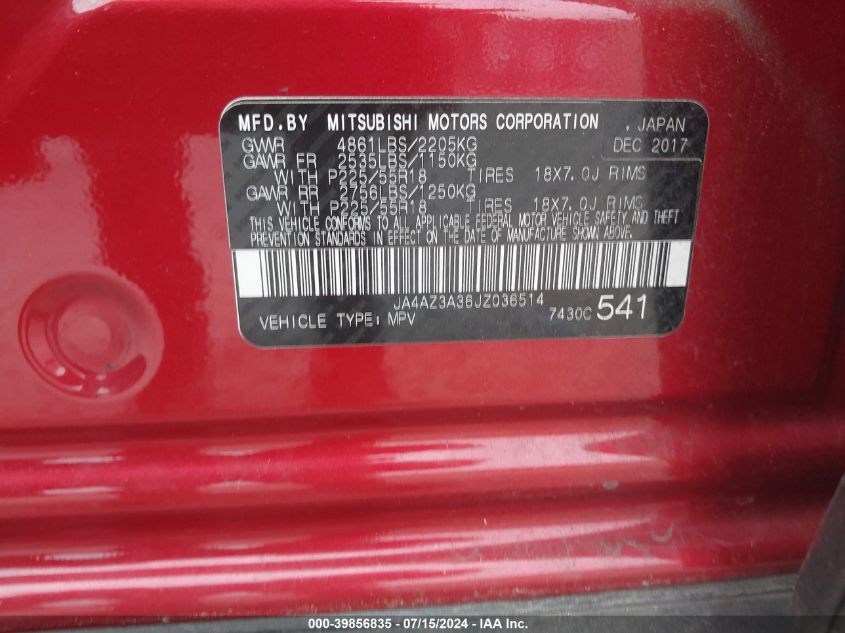 MFD.BY MITSUBISHI MOTORS CORPORATION . JAPAN
GVWR 4861LBS/2205KG DEC 2017
GAWR FR 2535LBS/1150KG
WITH P225/55R18 TIRES 18X7.0J RIMS
GAWR RR 2756LBS/1250KG
WITH P225/55R18 TIRES 18X7.0J RIMS
THIS VEHICLE CONFORMS TO ALL APPLICABLE FEDERAL MOTOR VEHICLE SAFETY AND THEFT
PREVENTION STANDARDS IN EFFECT ON THE DATE OF MANUFACTURE SHOWN ABOVE.
JA4AZ3A36JZ036514
VEHICLE TYPE: MPV 7430C 541
000-39856835 - 07/15/2024 - IAA Inc.